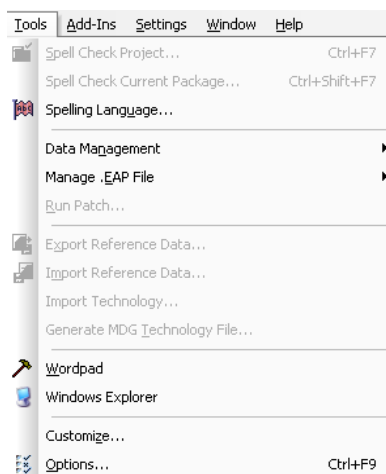 Tools Add-Ins Settings Window Help
Spell Check Project... Ctrl+F7
Spell Check Current Package... Ctrl+Shift+F7
ABC Spelling Language...
Data Management
Manage .EAP File
Run Patch...
Export Reference Data...
Import Reference Data...
Import Technology...
Generate MDG Technology File...
Wordpad
Windows Explorer
Customize...
Options... Ctrl+F9